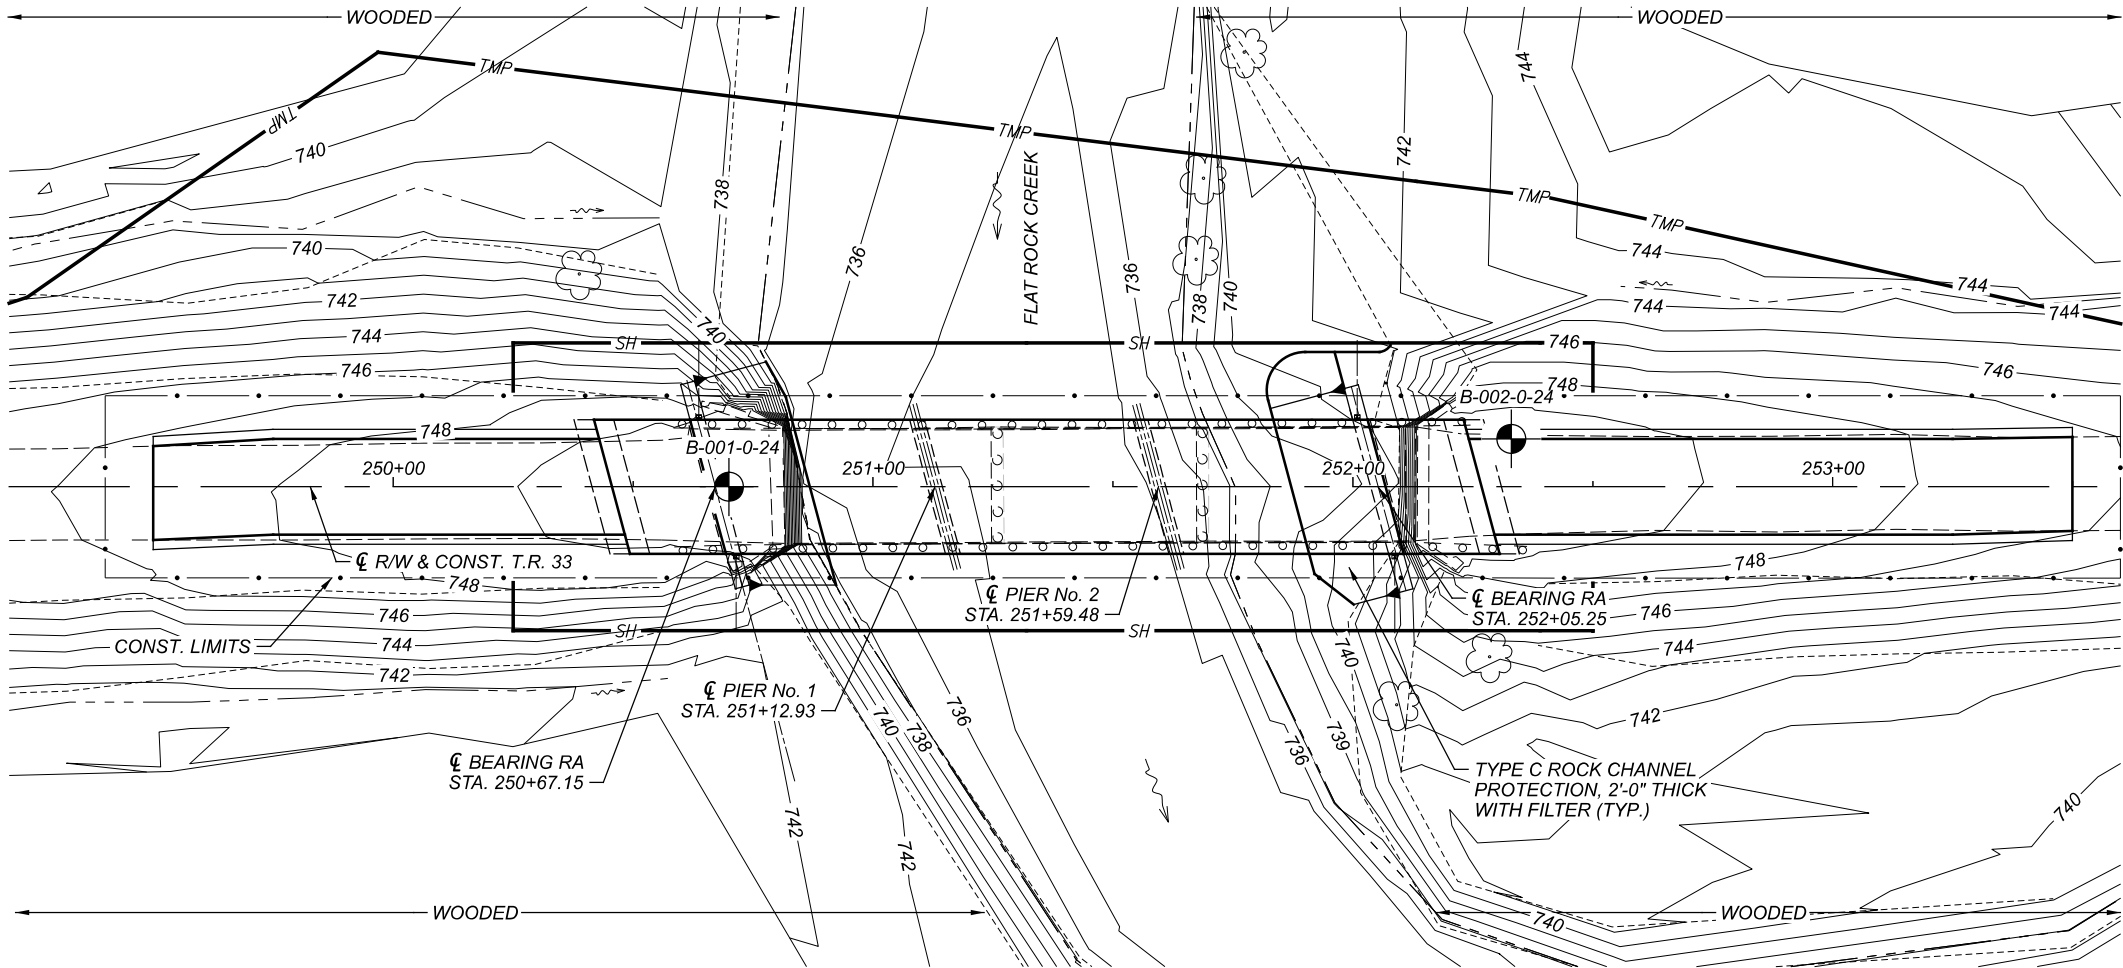 WOODED
WOODED
TMP
TMP
TMP
TMP
TMP
744
742
740
738
FLAT ROCK CREEK
740
736
736
738
740
744
744
744
744
742
744
746
740
SH
SH
746
746
748
B-002-0-24
748
B-001-0-24
250+00
251+00
252+00
253+00
℄ R/W & CONST. T.R. 33
748
746
744
742
CONST. LIMITS
SH
SH
℄ PIER No. 2
STA. 251+59.48
℄ BEARING RA
STA. 252+05.25
748
746
744
742
740
℄ PIER No. 1
STA. 251+12.93
℄ BEARING RA
STA. 250+67.15
740
738
736
736
739
740
742
742
TYPE C ROCK CHANNEL
PROTECTION, 2'-0" THICK
WITH FILTER (TYP.)
740
WOODED
WOODED